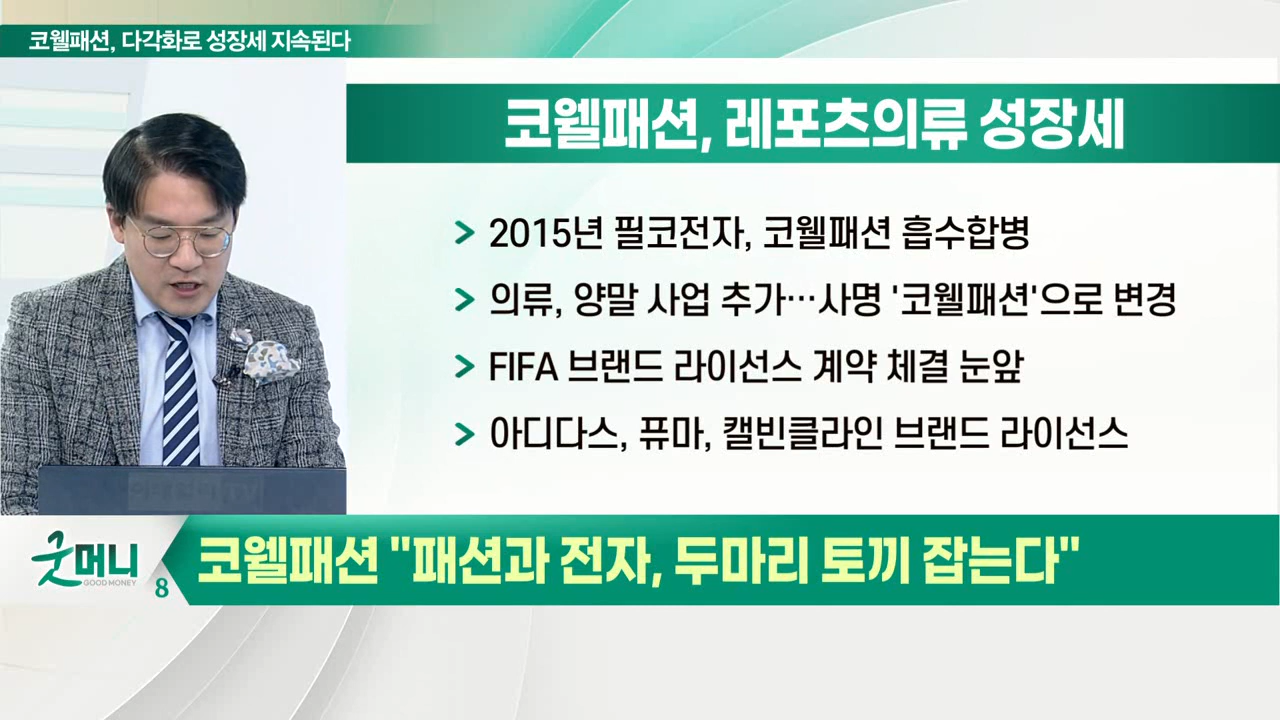 코웰패션, 다각화로 성장세 지속된다
코웰패션, 레포츠의류 성장세
> 2015년 필코전자, 코웰패션 흡수합병
> 의류, 양말 사업 추가…사명 '코웰패션'으로 변경
> FIFA 브랜드 라이선스 계약 체결 눈앞
> 아디다스, 퓨마, 캘빈클라인 브랜드 라이선스
이데일리 TV
굿머니
GOOD MONEY
8
코웰패션 "패션과 전자, 두마리 토끼 잡는다"